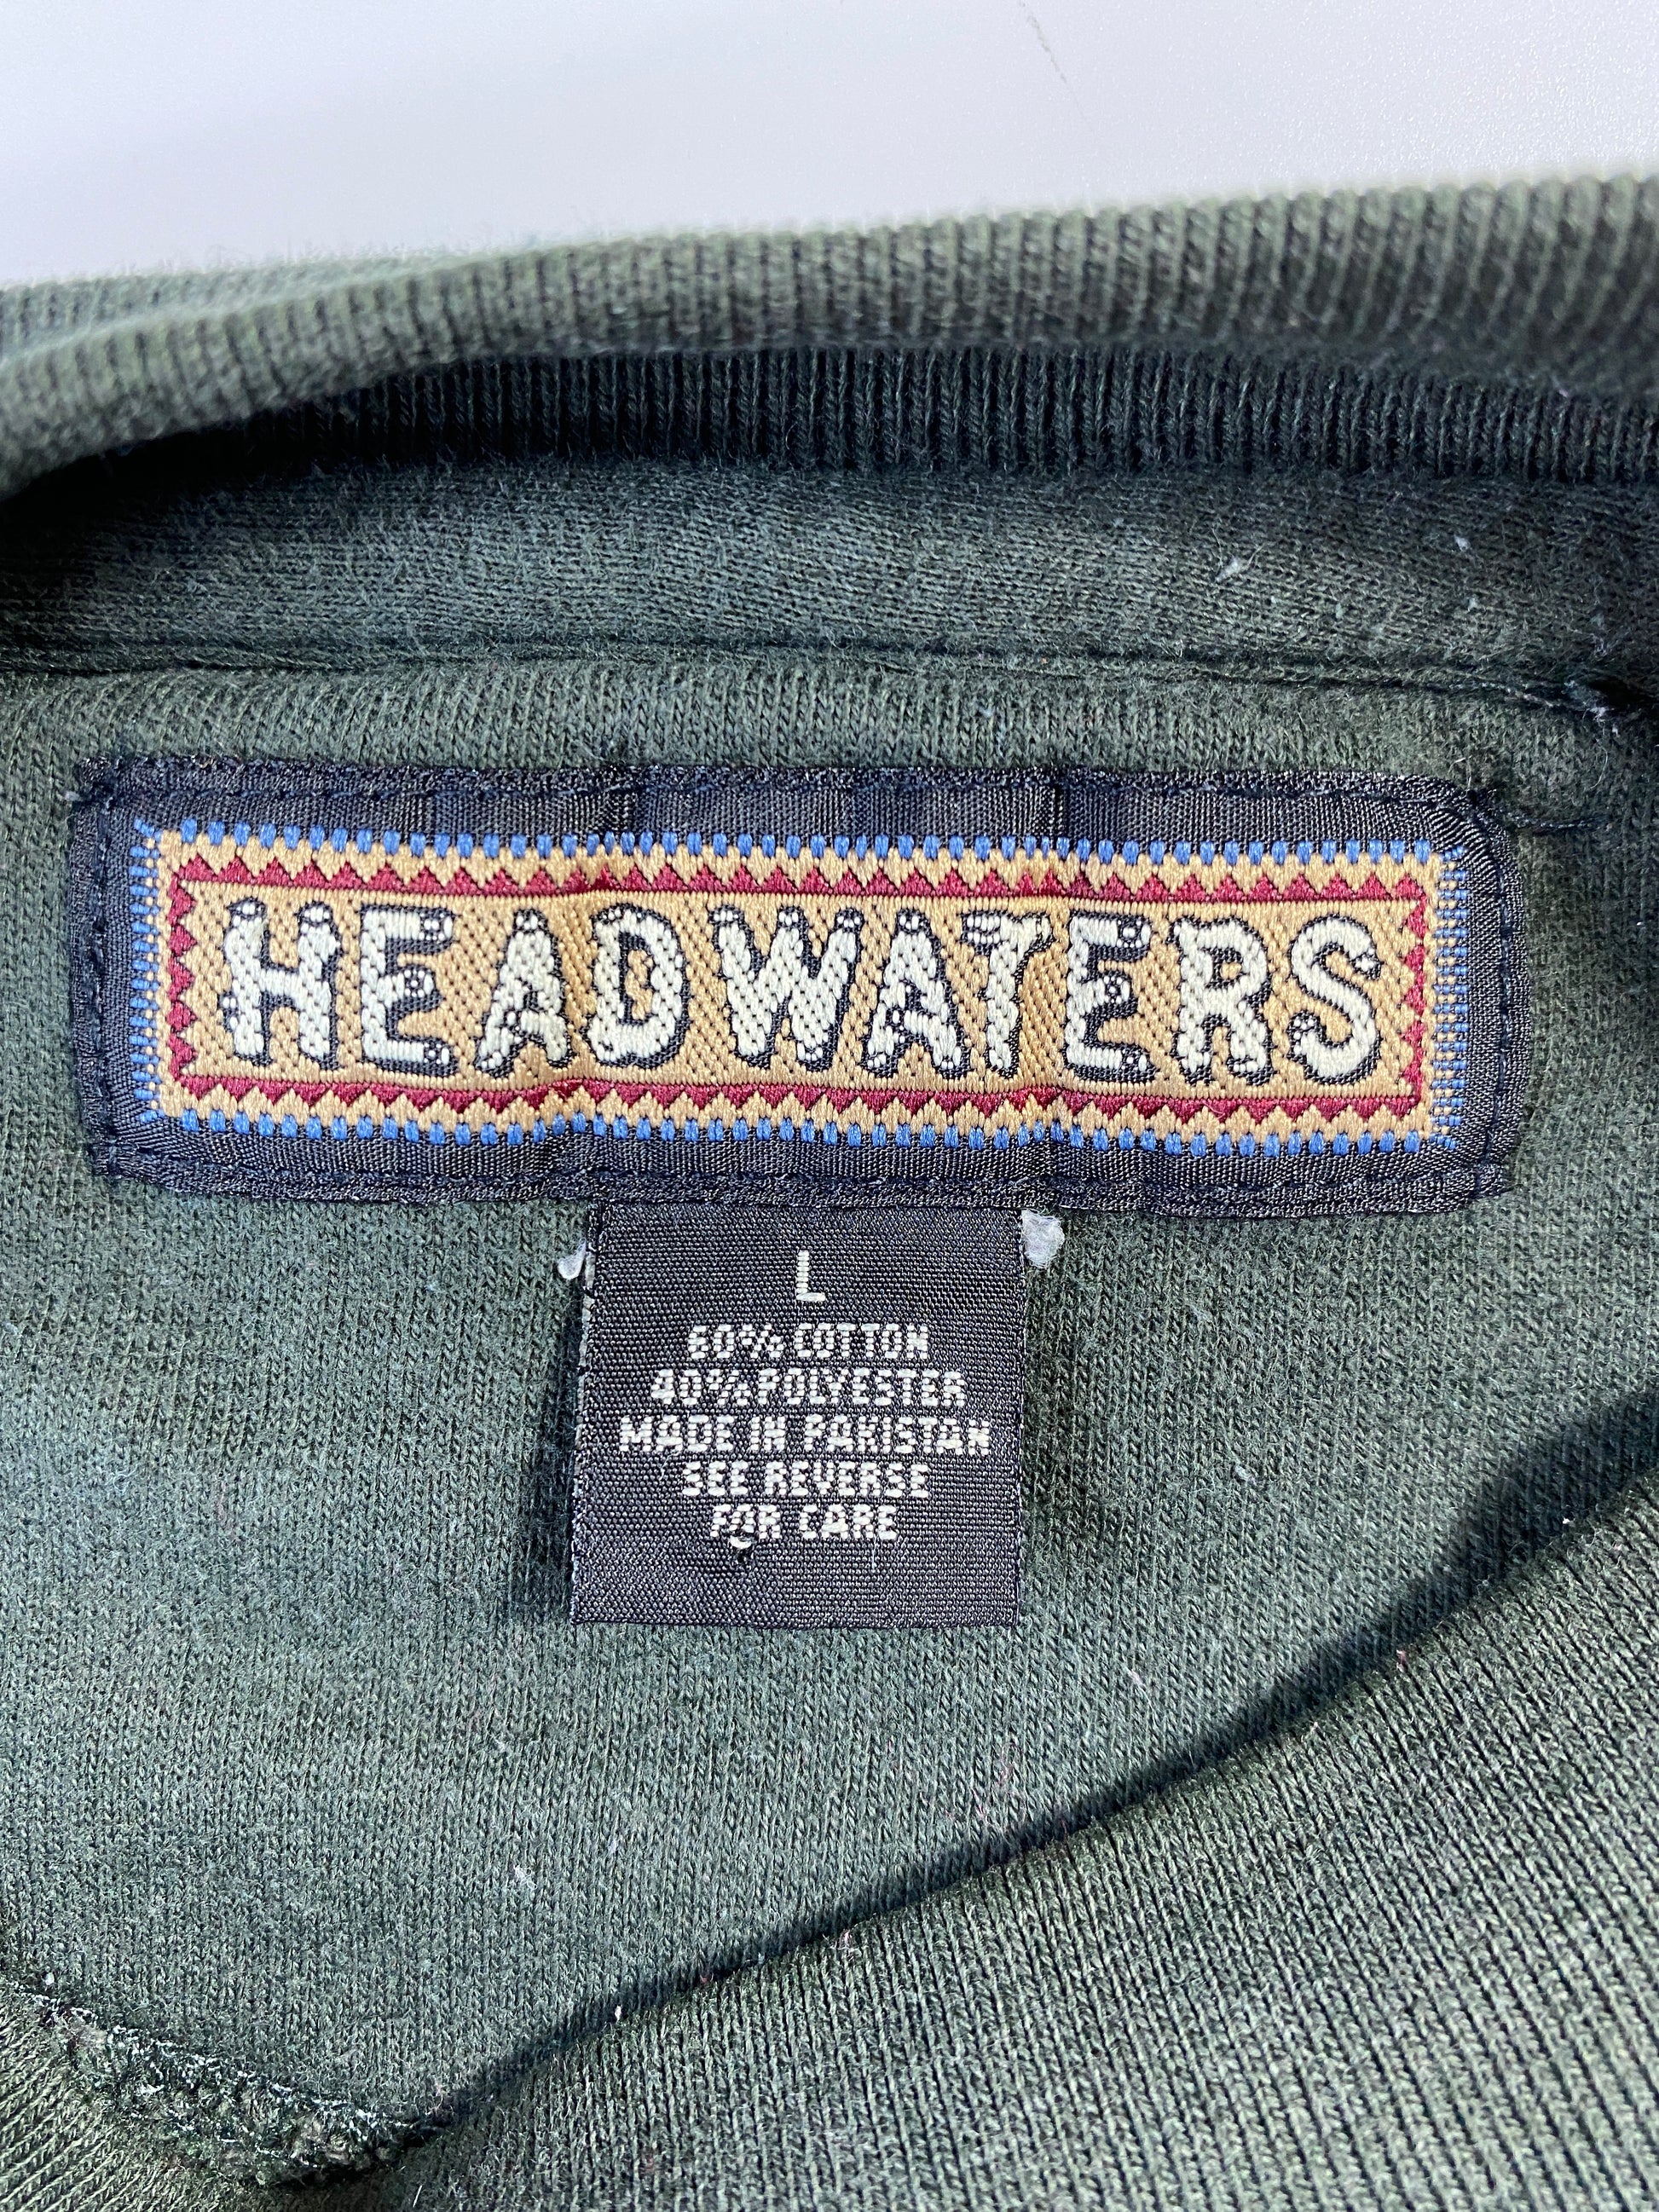 HEADWATERS
L
60% COTTON
40% POLYESTER
MADE IN PAKISTAN
SEE REVERSE
FOR CARE